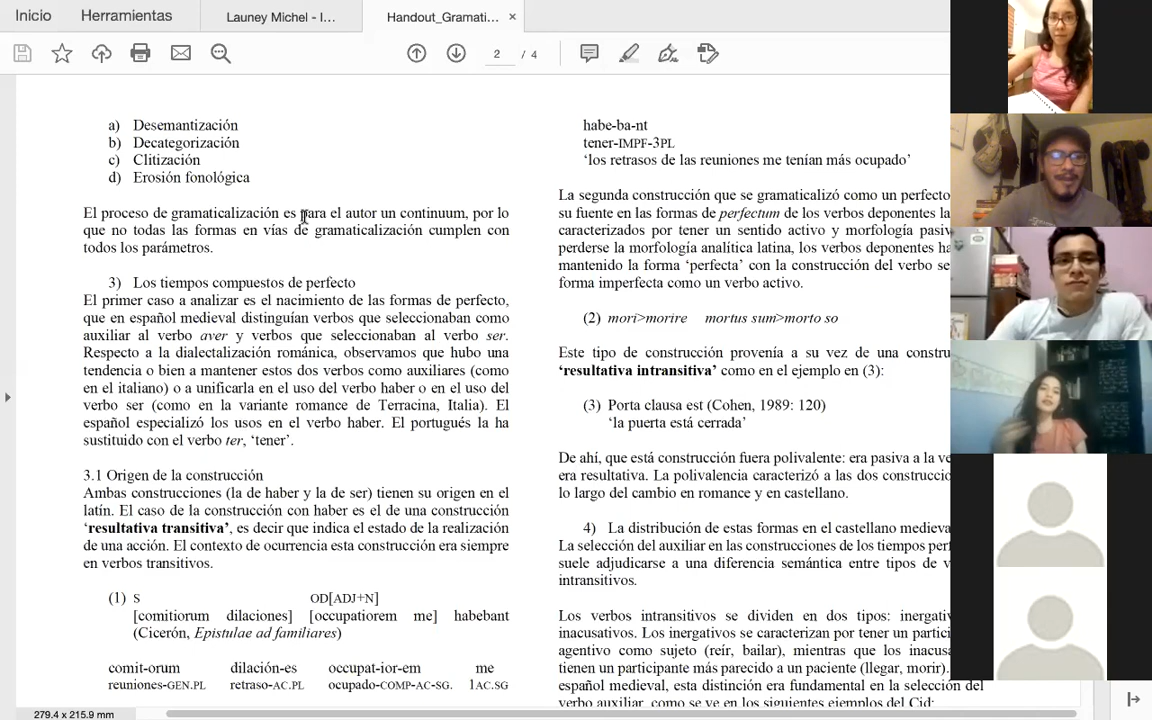 Inicio
Herramientas
Launey Michel - I...
Handout_Gramati...
2 / 4
a) Desemantización
b) Decategorización
c) Clitización
d) Erosión fonológica
El proceso de gramaticalización es para el autor un continuum, por lo
que no todas las formas en vías de gramaticalización cumplen con
todos los parámetros.
3) Los tiempos compuestos de perfecto
El primer caso a analizar es el nacimiento de las formas de perfecto,
que en español medieval distinguían verbos que seleccionaban como
auxiliar al verbo aver y verbos que seleccionaban al verbo ser.
Respecto a la dialectalización románica, observamos que hubo una
tendencia o bien a mantener estos dos verbos como auxiliares (como
en el italiano) o a unificarla en el uso del verbo haber o en el uso del
verbo ser (como en la variante romance de Terracina, Italia). El
español especializó los usos en el verbo haber. El portugués la ha
sustituido con el verbo ter, ‘tener’.
3.1 Origen de la construcción
Ambas construcciones (la de haber y la de ser) tienen su origen en el
latín. El caso de la construcción con haber es el de una construcción
‘resultativa transitiva’, es decir que indica el estado de la realización
de una acción. El contexto de ocurrencia esta construcción era siempre
en verbos transitivos.
(1) S OD[ADJ+N]
[comitiorum dilaciones] [occupatiorem me] habebant
(Cicerón, Epistulae ad familiares)
comit-orum dilación-es occupat-ior-em me
reuniones-GEN.PL retraso-AC.PL ocupado-COMP-AC-SG. 1AC.SG
habe-ba-nt
tener-IMPF-3PL
‘los retrasos de las reuniones me tenían más ocupado’
La segunda construcción que se gramaticalizó como un perfecto
su fuente en las formas de perfectum de los verbos deponentes la
caracterizados por tener un sentido activo y morfología pasiv
perderse la morfología analítica latina, los verbos deponentes ha
mantenido la forma ‘perfecta’ con la construcción del verbo se
forma imperfecta como un verbo activo.
(2) mori>morire mortus sum>morto so
Este tipo de construcción provenía a su vez de una constru
‘resultativa intransitiva’ como en el ejemplo en (3):
(3) Porta clausa est (Cohen, 1989: 120)
‘la puerta está cerrada’
De ahí, que está construcción fuera polivalente: era pasiva a la ve
era resultativa. La polivalencia caracterizó a las dos construccio
lo largo del cambio en romance y en castellano.
4) La distribución de estas formas en el castellano medieva
La selección del auxiliar en las construcciones de los tiempos per
suele adjudicarse a una diferencia semántica entre tipos de v
intransitivos.
Los verbos intransitivos se dividen en dos tipos: inergativ
inacusativos. Los inergativos se caracterizan por tener un partici
agentivo como sujeto (reír, bailar), mientras que los inacusa
tienen un participante más parecido a un paciente (llegar, morir).
español medieval, esta distinción era fundamental en la selección del
verbo auxiliar, como se ve en los siguientes ejemplos del Cid:
279.4 x 215.9 mm